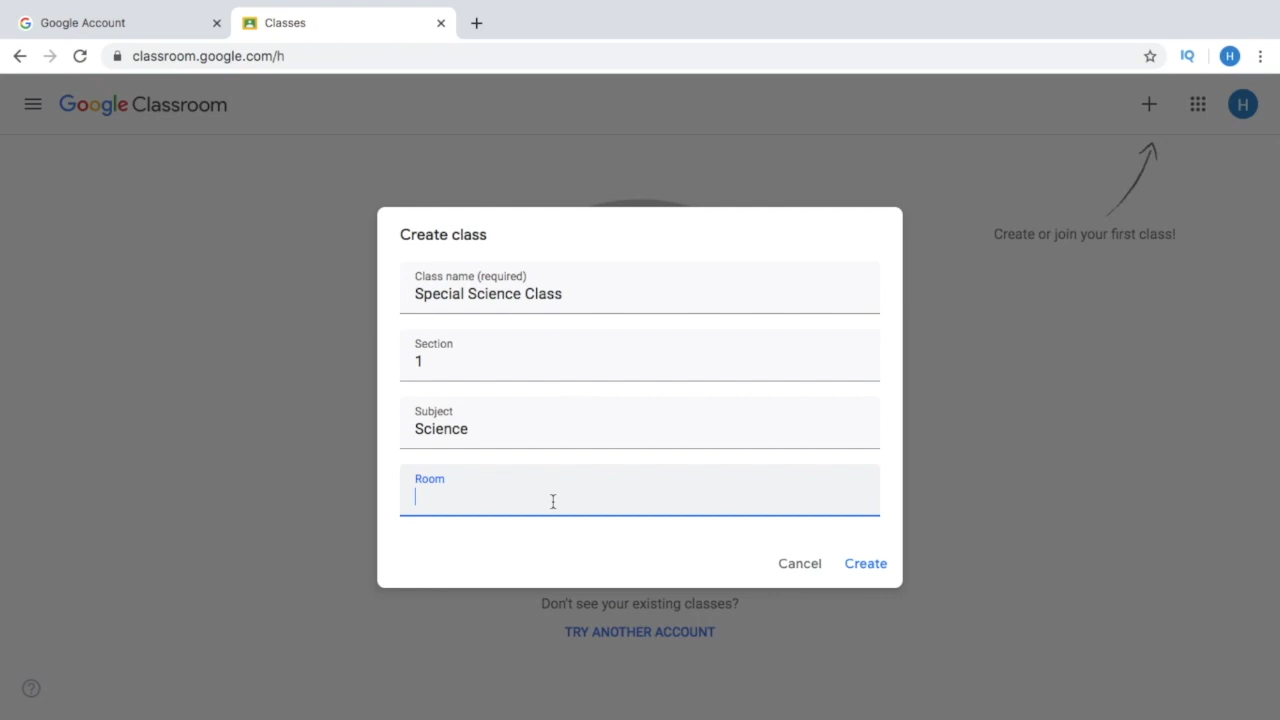 Google Account
Classes
classroom.google.com/h
IQ
H
Google Classroom
H
Create or join your first class!
Create class
Class name (required)
Special Science Class
Section
1
Subject
Science
Room
Cancel
Create
Don't see your existing classes?
TRY ANOTHER ACCOUNT